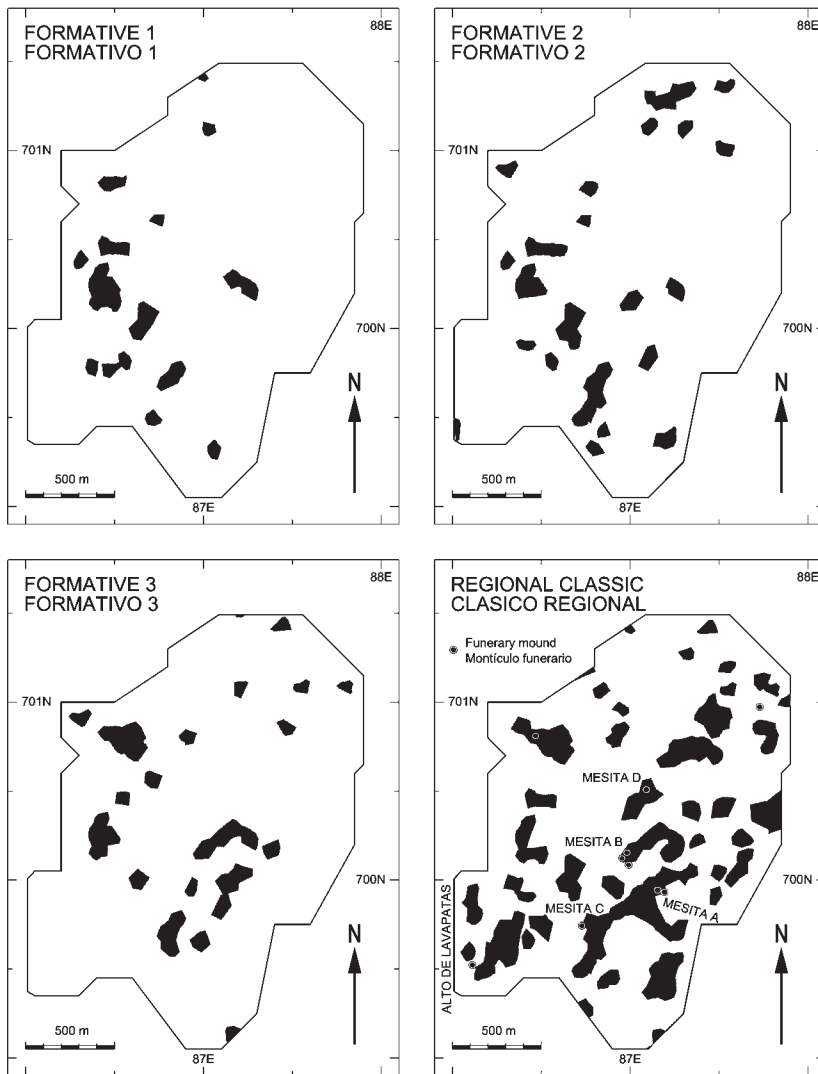 FORMATIVE 1
FORMATIVO 1
88E
701N
700N
N
500 m
87E
FORMATIVE 2
FORMATIVO 2
88E
701N
700N
N
500 m
87E
FORMATIVE 3
FORMATIVO 3
88E
701N
700N
N
500 m
87E
REGIONAL CLASSIC
CLASICO REGIONAL
88E
Funerary mound
Montículo funerario
701N
MESITA D
MESITA B
700N
MESITA C
MESITA A
ALTO DE LAVAPATAS
N
500 m
87E